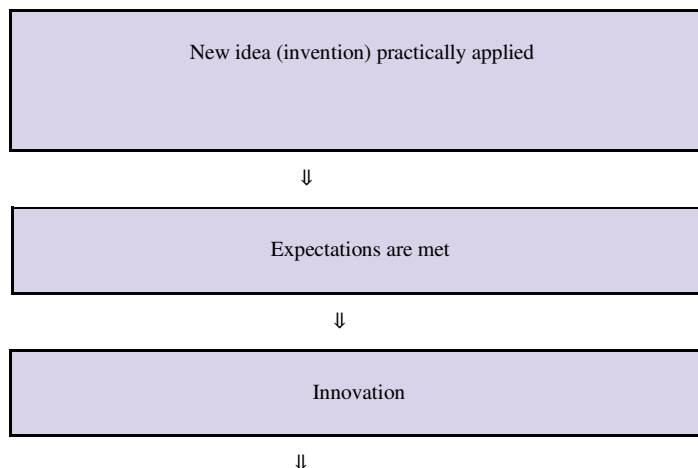 New idea (invention) practically applied
⇓
Expectations are met
⇓
Innovation
⇓